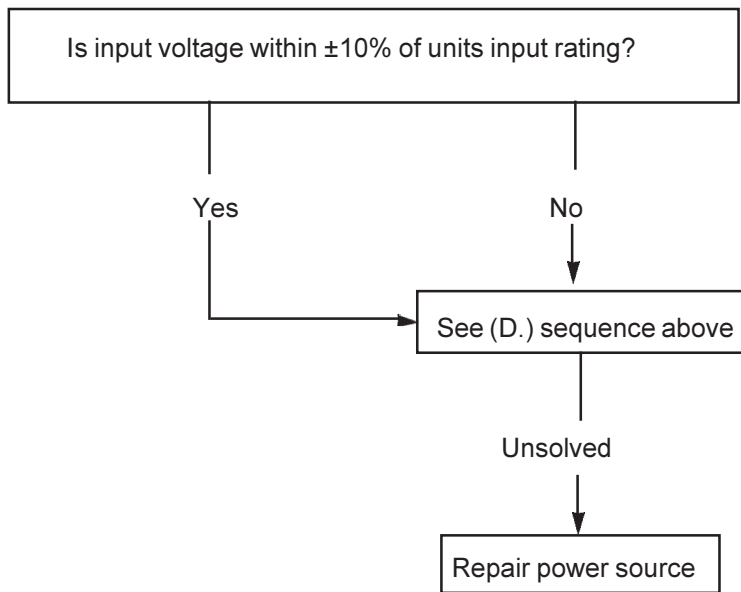 Is input voltage within ±10% of units input rating?
Yes
No
See (D.) sequence above
Unsolved
Repair power source